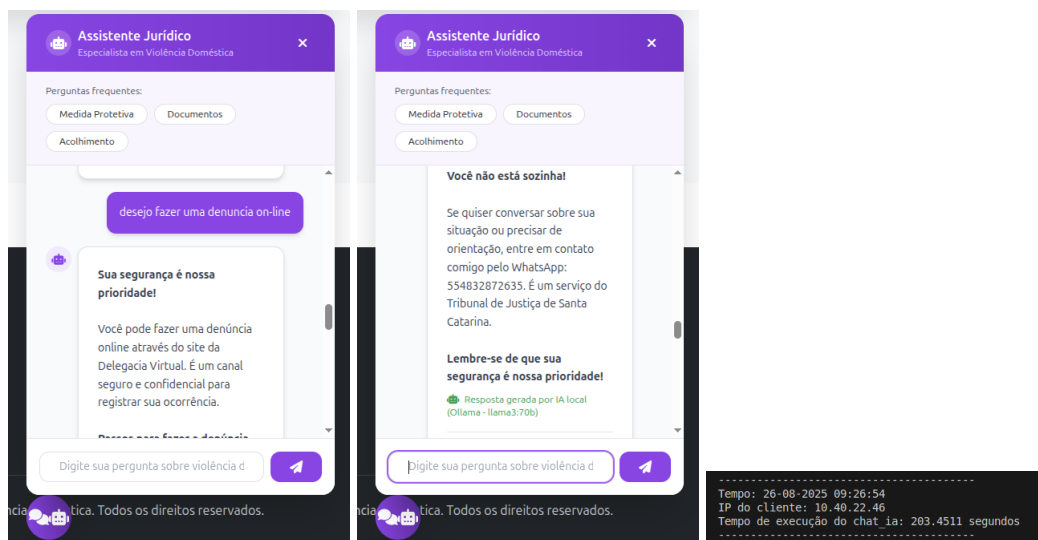 Assistente Jurídico
Especialista em Violência Doméstica
×
Perguntas frequentes:
Medida Protetiva
Documentos
Acolhimento
desejo fazer uma denuncia on-line
Sua segurança é nossa
prioridade!
Você pode fazer uma denúncia
online através do site da
Delegacia Virtual. É um canal
seguro e confidencial para
registrar sua ocorrência.
Passos para fazer a denúncia
Digite sua pergunta sobre violência d
ncia
tica. Todos os direitos reservados.
Assistente Jurídico
Especialista em Violência Doméstica
×
Perguntas frequentes:
Medida Protetiva
Documentos
Acolhimento
Você não está sozinha!
Se quiser conversar sobre sua
situação ou precisar de
orientação, entre em contato
comigo pelo WhatsApp:
554832872635. É um serviço do
Tribunal de Justiça de Santa
Catarina.
Lembre-se de que sua
segurança é nossa prioridade!
Resposta gerada por IA local
(Ollama - llama3:70b)
Digite sua pergunta sobre violência d
ncia
tica. Todos os direitos reservados.
----------------------------------------
Tempo: 26-08-2025 09:26:54
IP do cliente: 10.40.22.46
Tempo de execução do chat_ia: 203.4511 segundos
----------------------------------------